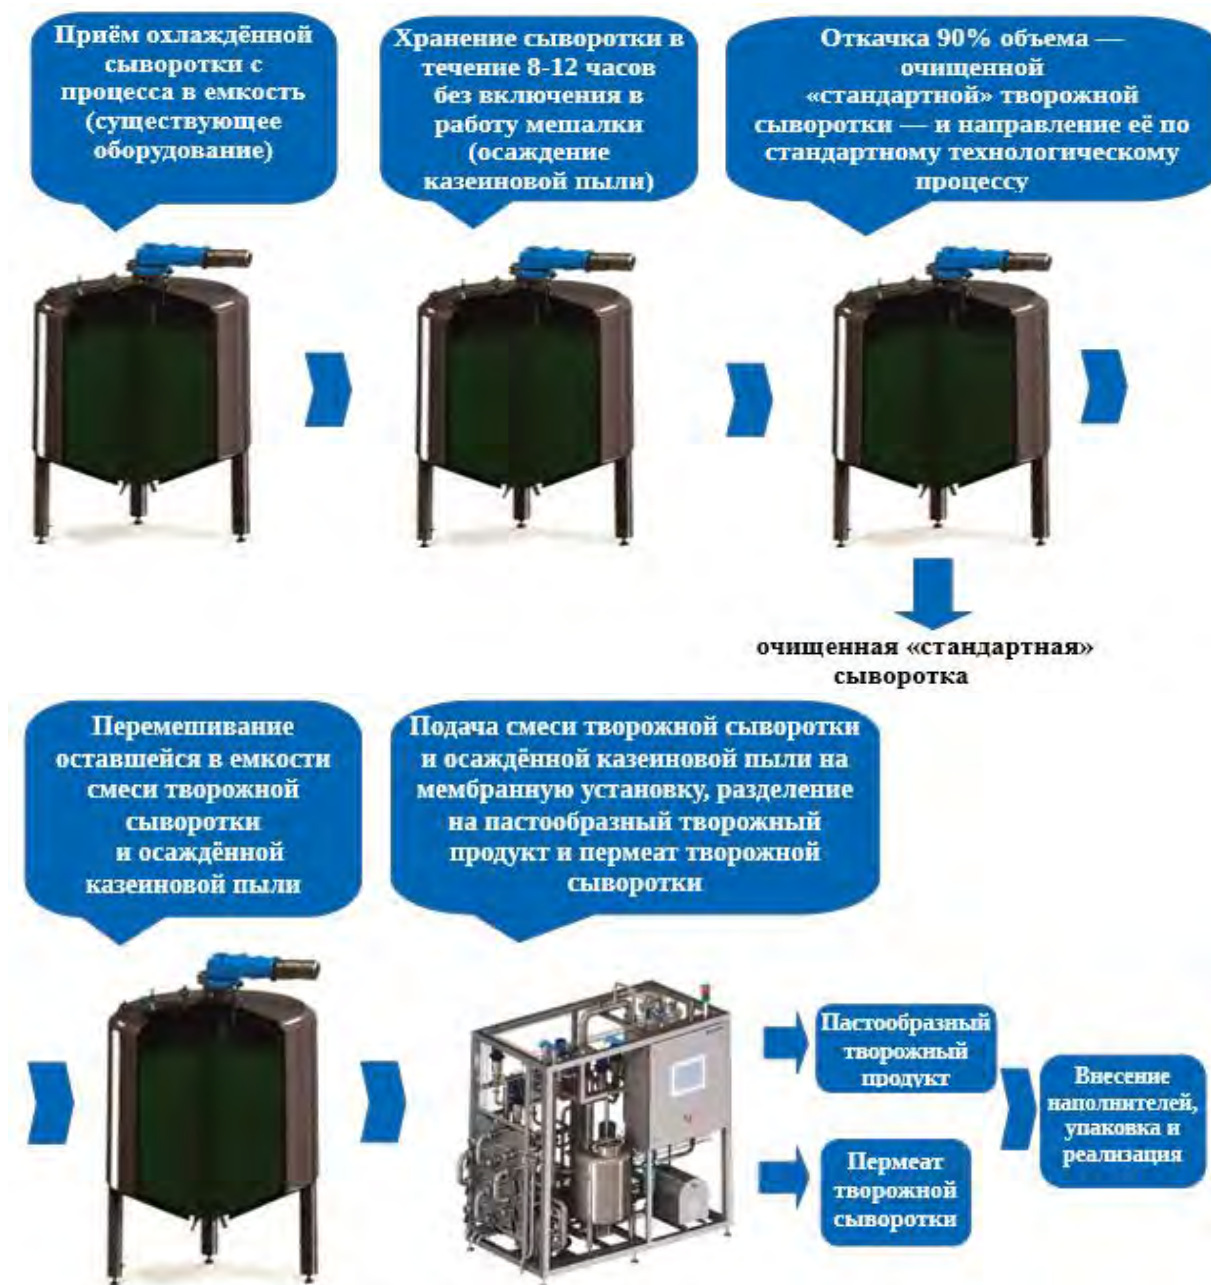 Приём охлаждённой
сыворотки с
процесса в емкость
(существующее
оборудование)
Хранение сыворотки в
течение 8-12 часов
без включения в
работу мешалки
(осаждение
казеиновой пыли)
Откачка 90% объема —
очищенной
«стандартной» творожной
сыворотки — и направление её по
стандартному технологическому
процессу
очищенная «стандартная»
сыворотка
Перемешивание
оставшейся в емкости
смеси творожной
сыворотки
и осаждённой
казеиновой пыли
Подача смеси творожной сыворотки
и осаждённой казеиновой пыли на
мембранную установку, разделение
на пастообразный творожный
продукт и пермеат творожной
сыворотки
Пастообразный
творожный
продукт
Пермеат
творожной
сыворотки
Внесение
наполнителей,
упаковка и
реализация